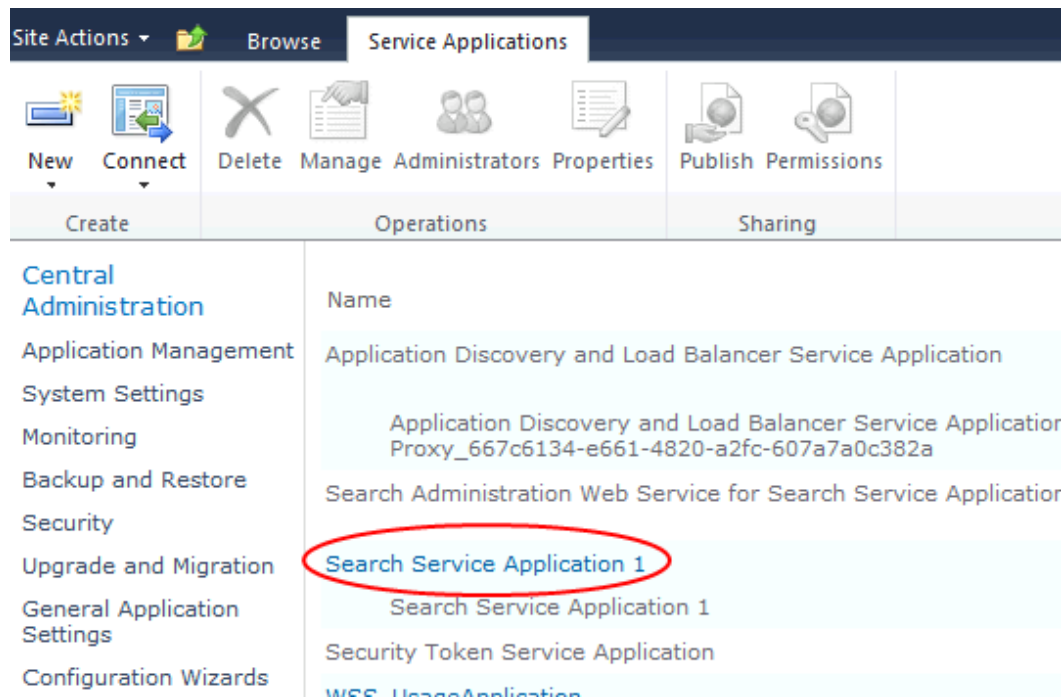 Site Actions Browse Service Applications
New Connect Delete Manage Administrators Properties Publish Permissions
Create Operations Sharing
Central
Administration
Application Management
System Settings
Monitoring
Backup and Restore
Security
Upgrade and Migration
General Application
Settings
Configuration Wizards
Name
Application Discovery and Load Balancer Service Application
Application Discovery and Load Balancer Service Application
Proxy_667c6134-e661-4820-a2fc-607a7a0c382a
Search Administration Web Service for Search Service Application
Search Service Application 1
Search Service Application 1
Security Token Service Application
WSS_UsageApplication